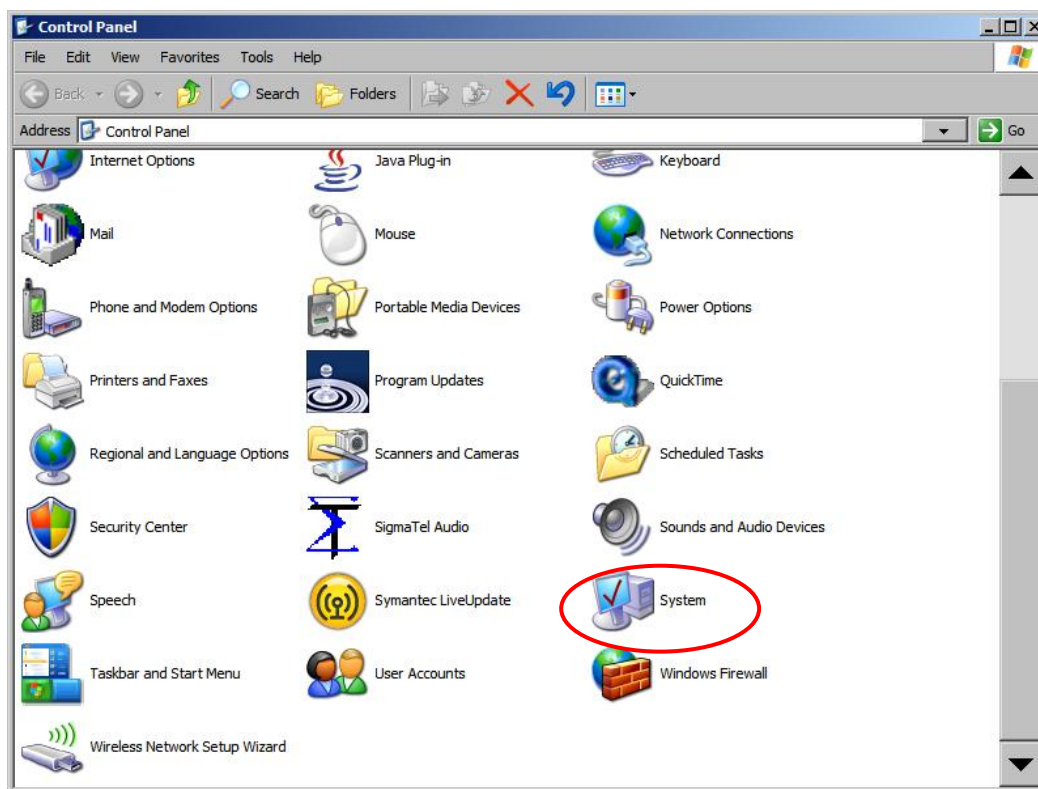 Control Panel
File Edit View Favorites Tools Help
Back Search Folders
Address Control Panel Go
Internet Options Java Plug-in Keyboard
Mail Mouse Network Connections
Phone and Modem Options Portable Media Devices Power Options
Printers and Faxes Program Updates QuickTime
Regional and Language Options Scanners and Cameras Scheduled Tasks
Security Center SigmaTel Audio Sounds and Audio Devices
Speech Symantec LiveUpdate System
Taskbar and Start Menu User Accounts Windows Firewall
Wireless Network Setup Wizard